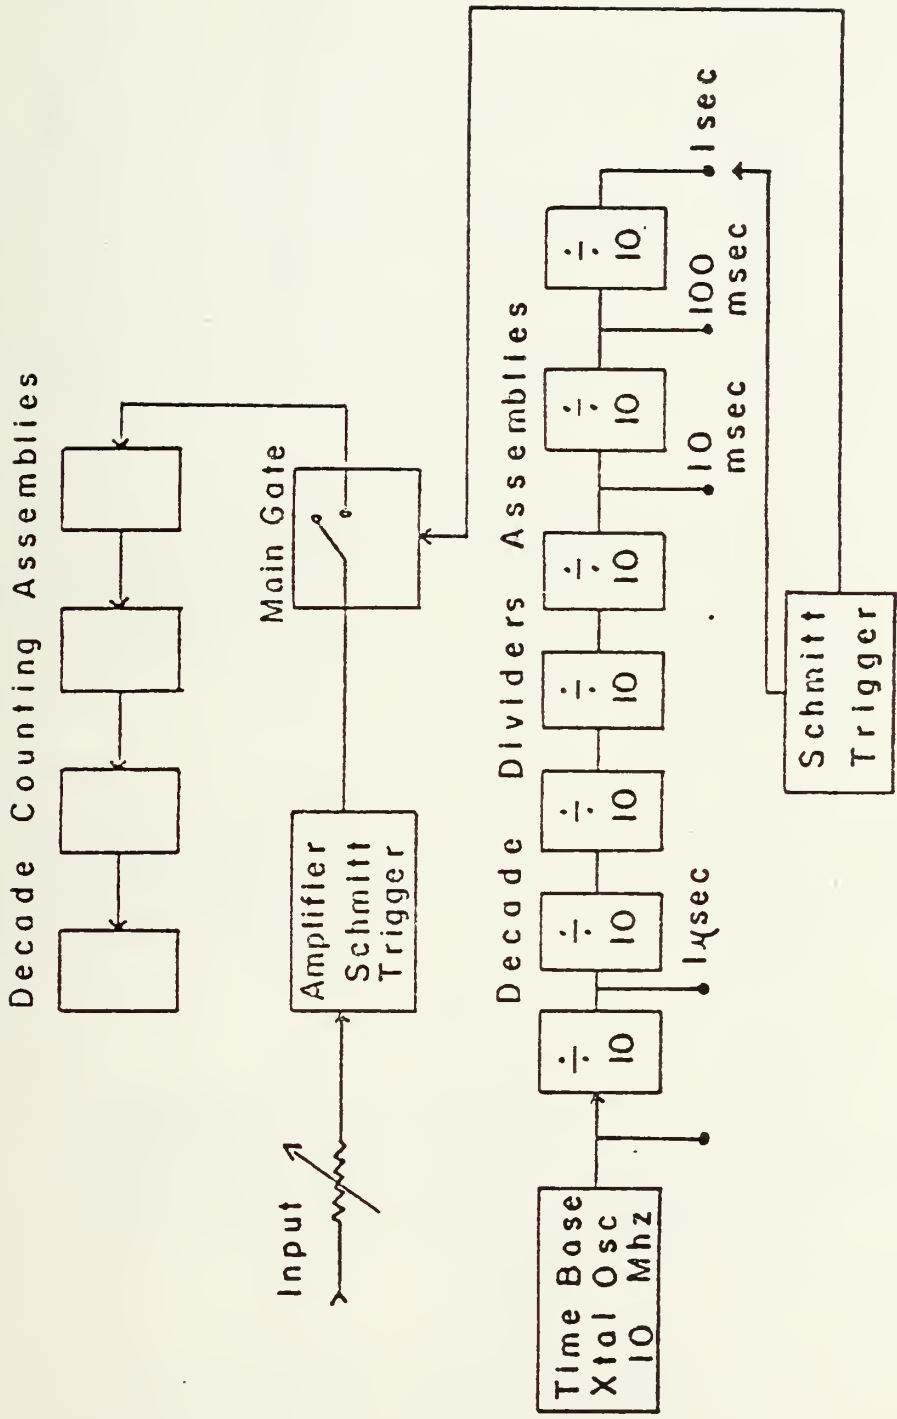 Decade Counting Assemblies
Input
Amplifier
Schmitt
Trigger
Main Gate
Decade Dividers Assemblies
Time Base
Xtal Osc
10 Mhz
÷
10
÷
10
÷
10
÷
10
÷
10
÷
10
÷
10
1μsec
10
msec
100
msec
1sec
Schmitt
Trigger